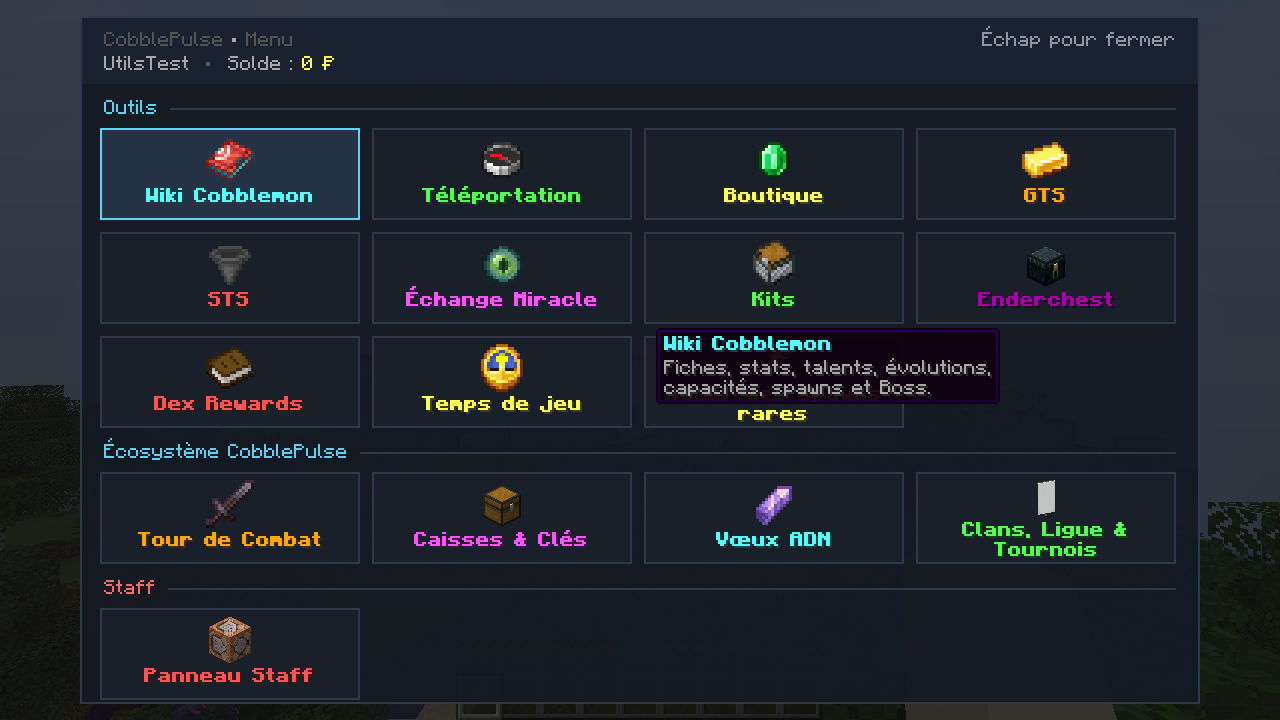 CobblePulse • Menu
Échap pour fermer
UtilsTest • Solde : 0 ₽
Outils
Wiki Cobblemon
Téléportation
Boutique
GTS
STS
Échange Miracle
Kits
Enderchest
Wiki Cobblemon
Fiches, stats, talents, évolutions,
capacités, spawns et Boss.
Dex Rewards
Temps de jeu
rares
Écosystème CobblePulse
Tour de Combat
Caisses & Clés
Vœux ADN
Clans, Ligue &
Tournois
Staff
Panneau Staff